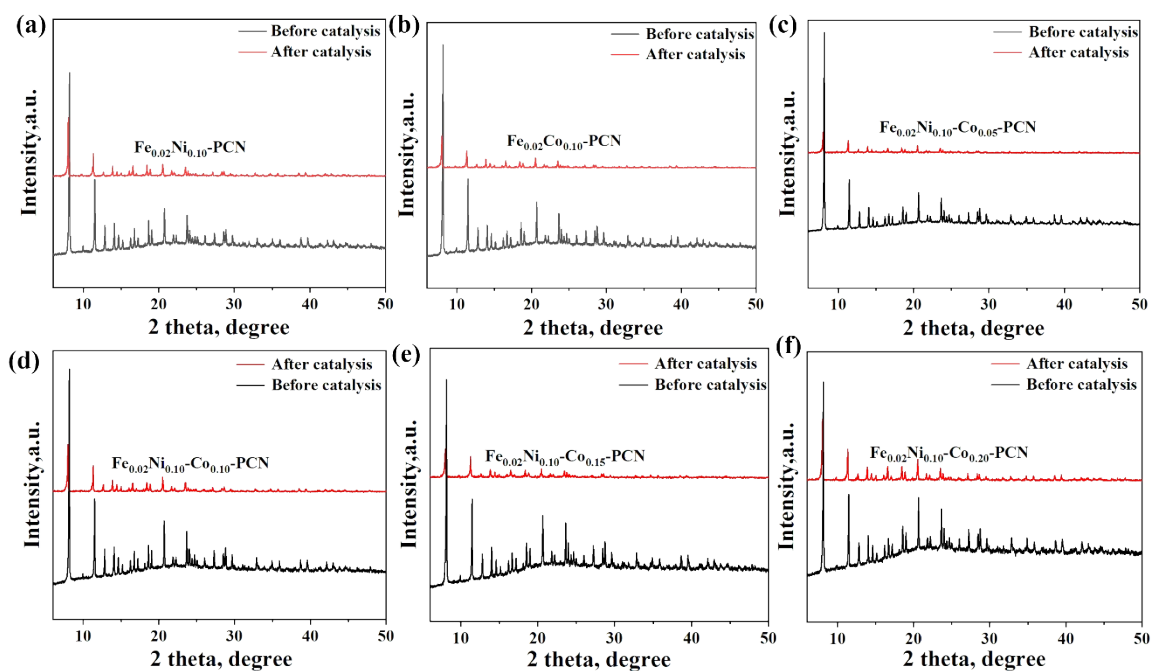 (a)
Before catalysis
After catalysis
Fe0.02Ni0.10-PCN
Intensity,a.u.
10 20 30 40 50
2 theta, degree
(b)
Before catalysis
After catalysis
Fe0.02Co0.10-PCN
Intensity,a.u.
10 20 30 40 50
2 theta, degree
(c)
Before catalysis
After catalysis
Fe0.02Ni0.10-Co0.05-PCN
Intensity,a.u.
10 20 30 40 50
2 theta, degree
(d)
After catalysis
Before catalysis
Fe0.02Ni0.10-Co0.10-PCN
Intensity,a.u.
10 20 30 40 50
2 theta, degree
(e)
After catalysis
Before catalysis
Fe0.02Ni0.10-Co0.15-PCN
Intensity,a.u.
10 20 30 40 50
2 theta, degree
(f)
After catalysis
Before catalysis
Fe0.02Ni0.10-Co0.20-PCN
Intensity,a.u.
10 20 30 40 50
2 theta, degree